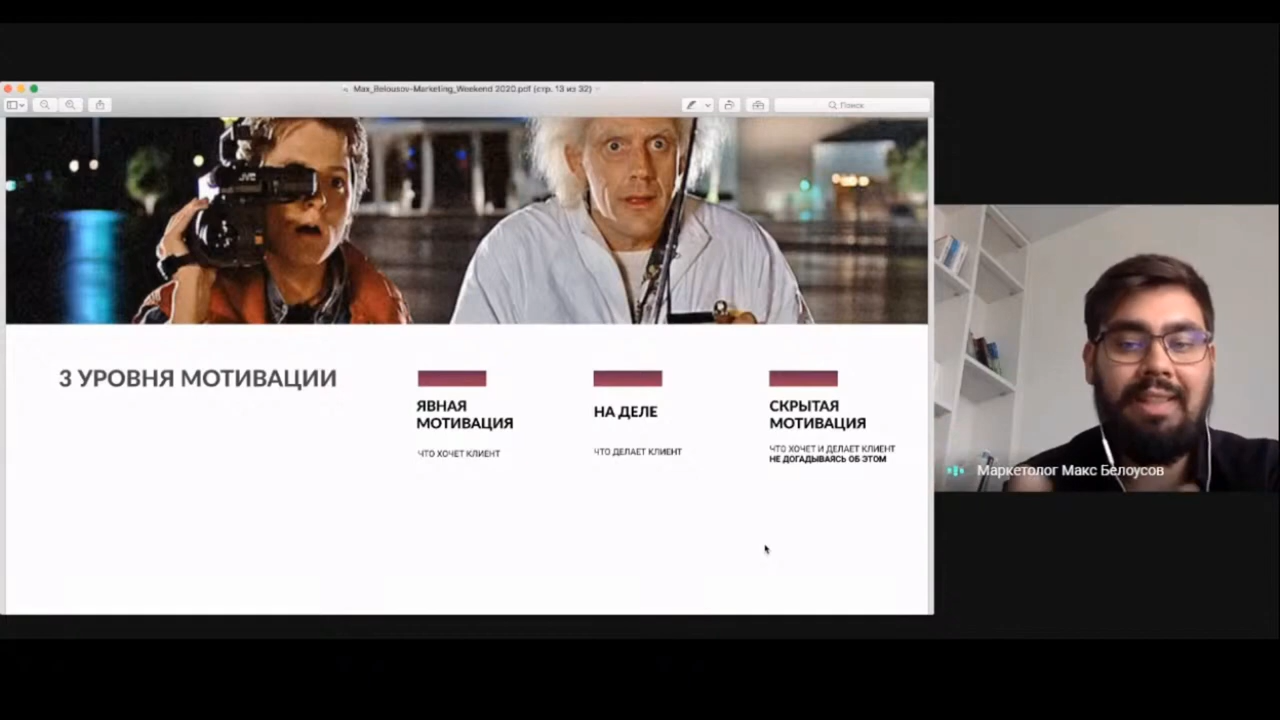 Max_Belousov-Marketing_Weekend 2020.pdf (стр. 13 из 32)
Поиск
JVC
3 УРОВНЯ МОТИВАЦИИ
ЯВНАЯ
МОТИВАЦИЯ
ЧТО ХОЧЕТ КЛИЕНТ
НА ДЕЛЕ
ЧТО ДЕЛАЕТ КЛИЕНТ
СКРЫТАЯ
МОТИВАЦИЯ
ЧТО ХОЧЕТ И ДЕЛАЕТ КЛИЕНТ
НЕ ДОГАДЫВАЯСЬ ОБ ЭТОМ
Маркетолог Макс Белоусов